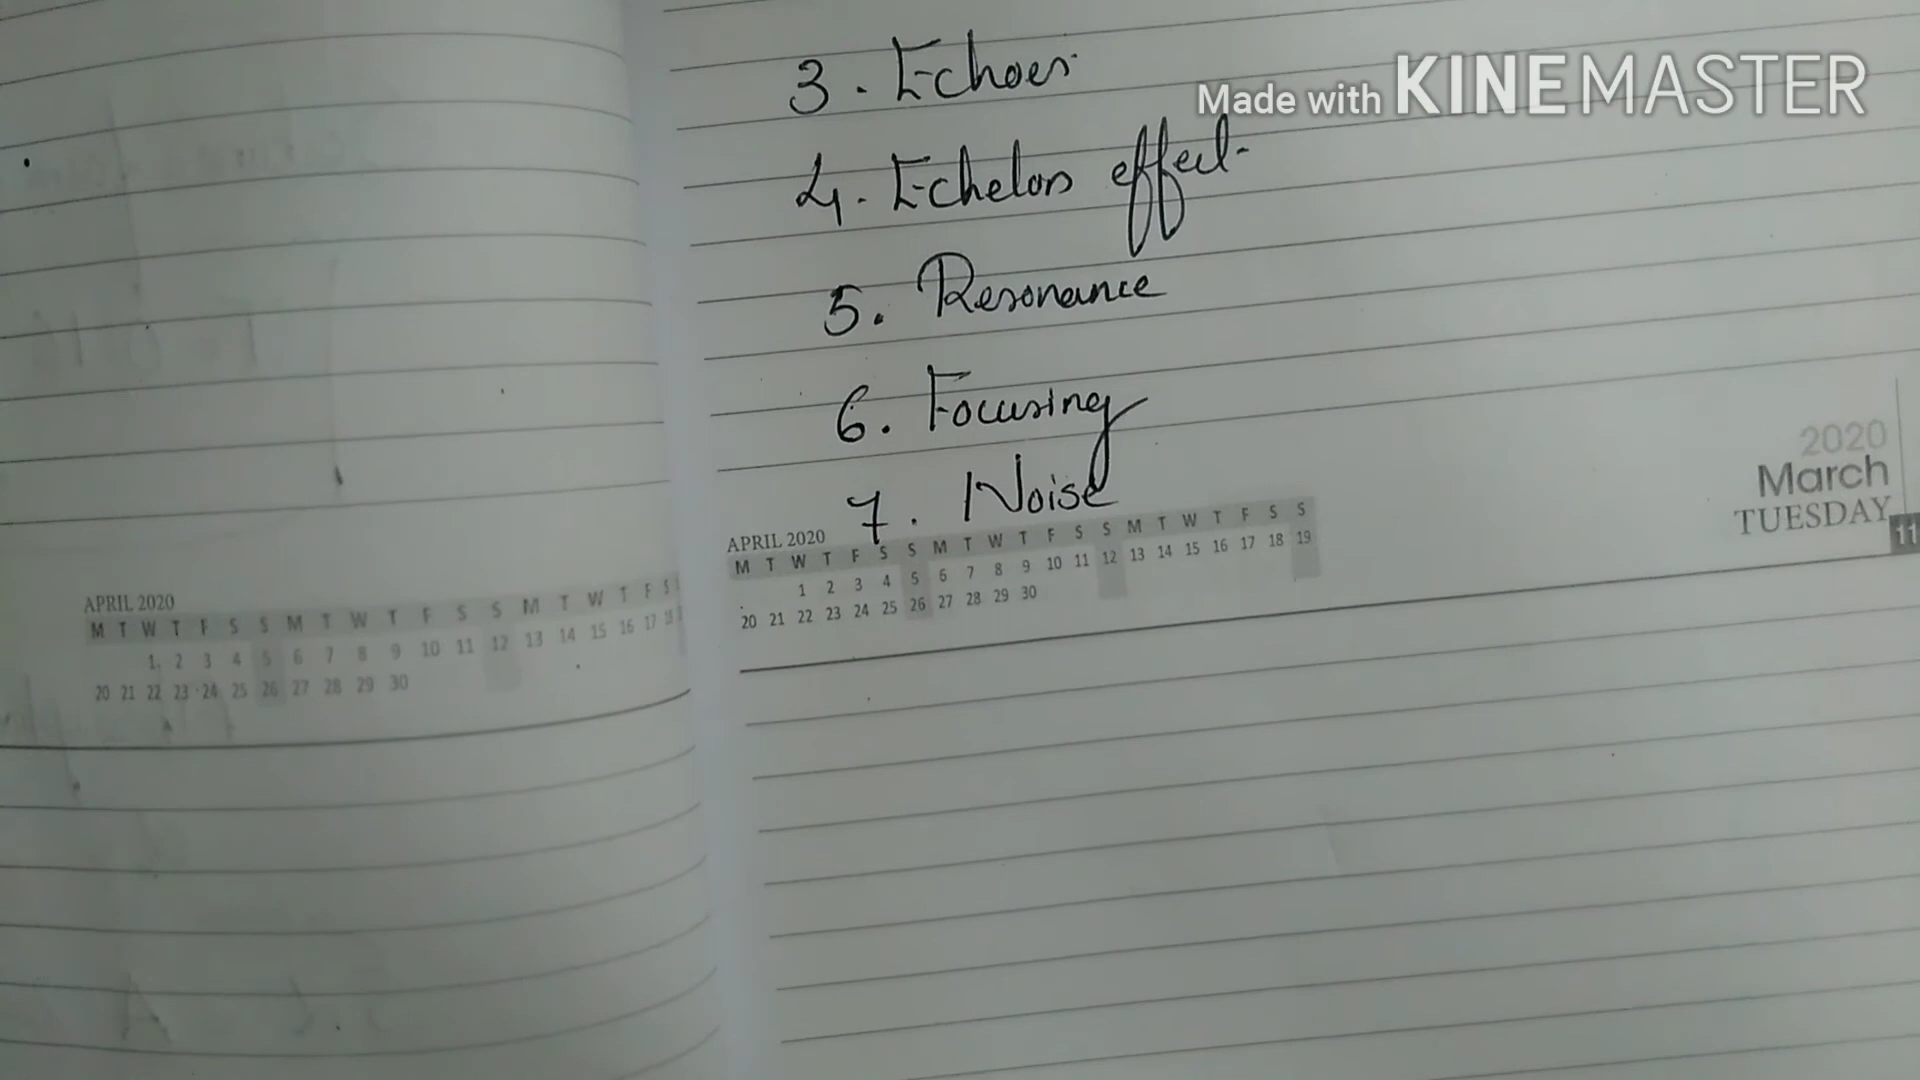 3. Echoes
Made with KINEMASTER
4. Echelon effect.
5. Resonance
6. Focusing
7. Noise
2020
March
TUESDAY
11
APRIL 2020
M T W T F S S M T W T F S S M T W T F S S
1 2 3 4 5 6 7 8 9 10 11 12 13 14 15 16 17 18 19
20 21 22 23 24 25 26 27 28 29 30
APRIL 2020
M T W T F S S M T W T F S S M T W T F S
1 2 3 4 5 6 7 8 9 10 11 12 13 14 15 16 17 18
20 21 22 23 24 25 26 27 28 29 30